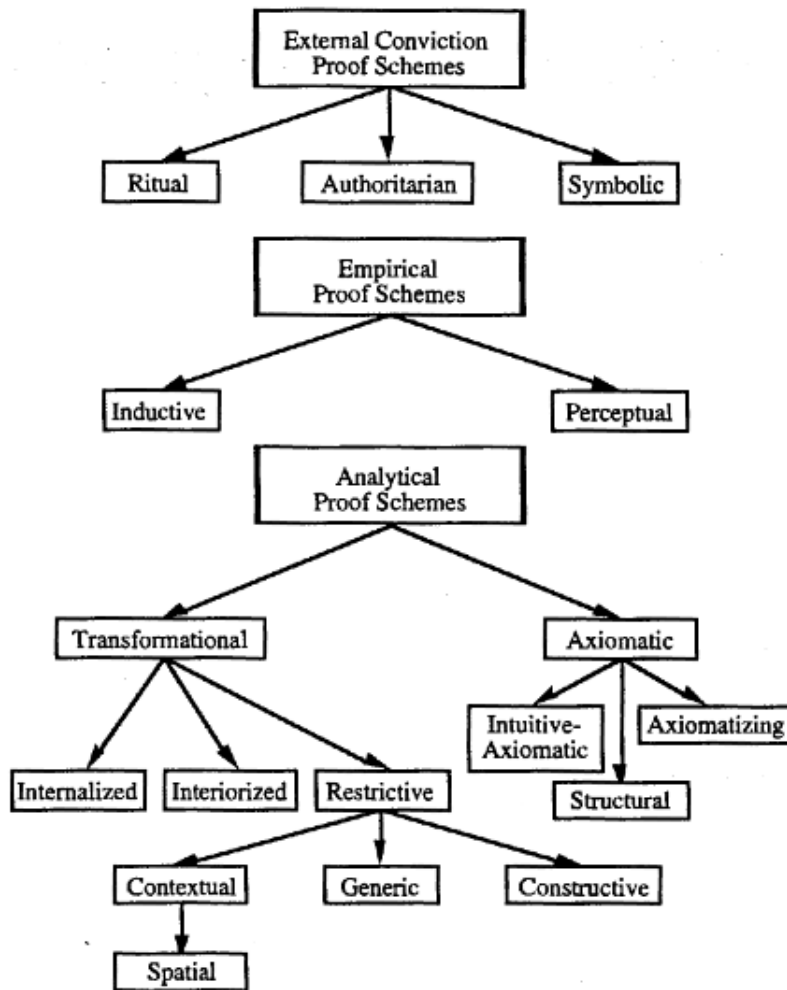 External Conviction
Proof Schemes
Ritual
Authoritarian
Symbolic
Empirical
Proof Schemes
Inductive
Perceptual
Analytical
Proof Schemes
Transformational
Axiomatic
Intuitive-
Axiomatic
Axiomatizing
Internalized
Interiorized
Restrictive
Structural
Contextual
Generic
Constructive
Spatial